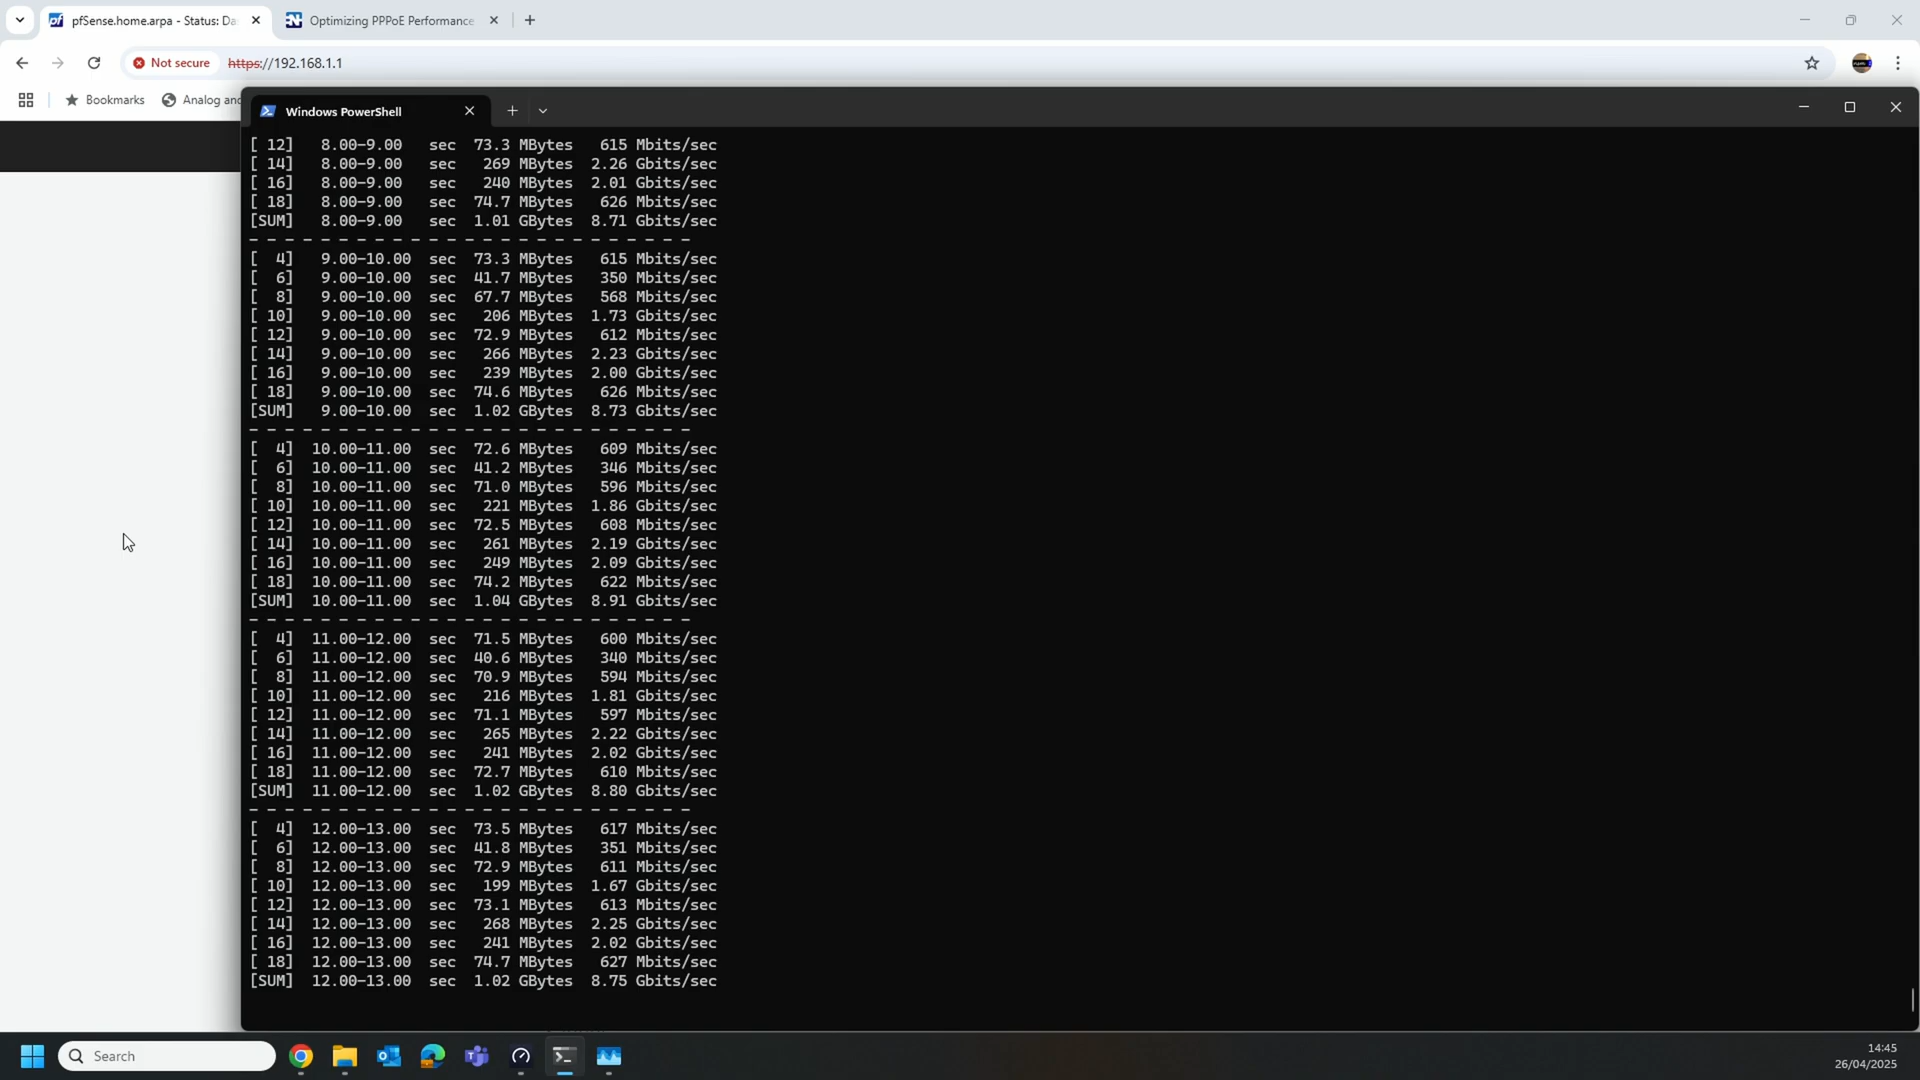 pfSense.home.arpa - Status: Da
Optimizing PPPoE Performance
Not secure
https://192.168.1.1
Bookmarks
Analog and
Windows PowerShell
[ 12]   8.00-9.00   sec  73.3 MBytes   615 Mbits/sec
[ 14]   8.00-9.00   sec   269 MBytes  2.26 Gbits/sec
[ 16]   8.00-9.00   sec   240 MBytes  2.01 Gbits/sec
[ 18]   8.00-9.00   sec  74.7 MBytes   626 Mbits/sec
[SUM]   8.00-9.00   sec  1.01 GBytes  8.71 Gbits/sec
- - - - - - - - - - - - - - - - - - - - - - - - -
[  4]   9.00-10.00  sec  73.3 MBytes   615 Mbits/sec
[  6]   9.00-10.00  sec  41.7 MBytes   350 Mbits/sec
[  8]   9.00-10.00  sec  67.7 MBytes   568 Mbits/sec
[ 10]   9.00-10.00  sec   206 MBytes  1.73 Gbits/sec
[ 12]   9.00-10.00  sec  72.9 MBytes   612 Mbits/sec
[ 14]   9.00-10.00  sec   266 MBytes  2.23 Gbits/sec
[ 16]   9.00-10.00  sec   239 MBytes  2.00 Gbits/sec
[ 18]   9.00-10.00  sec  74.6 MBytes   626 Mbits/sec
[SUM]   9.00-10.00  sec  1.02 GBytes  8.73 Gbits/sec
- - - - - - - - - - - - - - - - - - - - - - - - -
[  4]  10.00-11.00  sec  72.6 MBytes   609 Mbits/sec
[  6]  10.00-11.00  sec  41.2 MBytes   346 Mbits/sec
[  8]  10.00-11.00  sec  71.0 MBytes   596 Mbits/sec
[ 10]  10.00-11.00  sec   221 MBytes  1.86 Gbits/sec
[ 12]  10.00-11.00  sec  72.5 MBytes   608 Mbits/sec
[ 14]  10.00-11.00  sec   261 MBytes  2.19 Gbits/sec
[ 16]  10.00-11.00  sec   249 MBytes  2.09 Gbits/sec
[ 18]  10.00-11.00  sec  74.2 MBytes   622 Mbits/sec
[SUM]  10.00-11.00  sec  1.04 GBytes  8.91 Gbits/sec
- - - - - - - - - - - - - - - - - - - - - - - - -
[  4]  11.00-12.00  sec  71.5 MBytes   600 Mbits/sec
[  6]  11.00-12.00  sec  40.6 MBytes   340 Mbits/sec
[  8]  11.00-12.00  sec  70.9 MBytes   594 Mbits/sec
[ 10]  11.00-12.00  sec   216 MBytes  1.81 Gbits/sec
[ 12]  11.00-12.00  sec  71.1 MBytes   597 Mbits/sec
[ 14]  11.00-12.00  sec   265 MBytes  2.22 Gbits/sec
[ 16]  11.00-12.00  sec   241 MBytes  2.02 Gbits/sec
[ 18]  11.00-12.00  sec  72.7 MBytes   610 Mbits/sec
[SUM]  11.00-12.00  sec  1.02 GBytes  8.80 Gbits/sec
- - - - - - - - - - - - - - - - - - - - - - - - -
[  4]  12.00-13.00  sec  73.5 MBytes   617 Mbits/sec
[  6]  12.00-13.00  sec  41.8 MBytes   351 Mbits/sec
[  8]  12.00-13.00  sec  72.9 MBytes   611 Mbits/sec
[ 10]  12.00-13.00  sec   199 MBytes  1.67 Gbits/sec
[ 12]  12.00-13.00  sec  73.1 MBytes   613 Mbits/sec
[ 14]  12.00-13.00  sec   268 MBytes  2.25 Gbits/sec
[ 16]  12.00-13.00  sec   241 MBytes  2.02 Gbits/sec
[ 18]  12.00-13.00  sec  74.7 MBytes   627 Mbits/sec
[SUM]  12.00-13.00  sec  1.02 GBytes  8.75 Gbits/sec
Search
14:45
26/04/2025